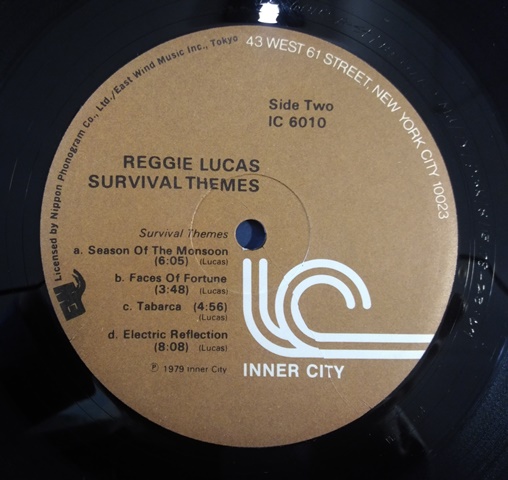 Licensed by Nippon Phonogram Co., Ltd./East Wind Music Inc., Tokyo
43 WEST 61 STREET, NEW YORK CITY 10023
Side Two
IC 6010
REGGIE LUCAS
SURVIVAL THEMES
Survival Themes
a. Season Of The Monsoon
(6:05) (Lucas)
b. Faces Of Fortune
(3:48) (Lucas)
c. Tabarca (4:56)
(Lucas)
d. Electric Reflection
(8:08) (Lucas)
℗ 1979 Inner City
INNER CITY